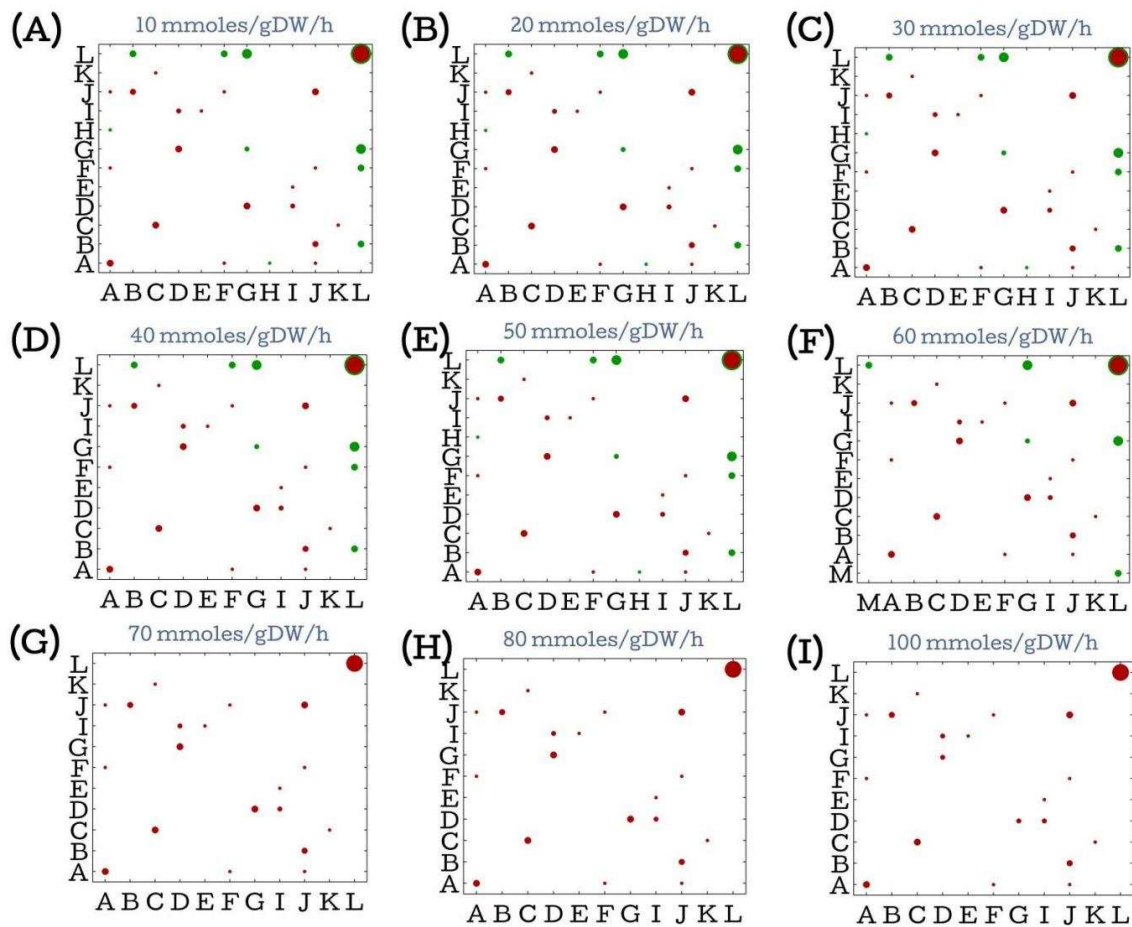 (A) 10 mmoles/gDW/h
L
K
J
I
H
G
F
E
D
C
B
A
A B C D E F G H I J K L
(B) 20 mmoles/gDW/h
L
K
J
I
H
G
F
E
D
C
B
A
A B C D E F G H I J K L
(C) 30 mmoles/gDW/h
L
K
J
I
H
G
F
E
D
C
B
A
A B C D E F G H I J K L
(D) 40 mmoles/gDW/h
L
K
J
I
G
F
E
D
C
B
A
A B C D E F G I J K L
(E) 50 mmoles/gDW/h
L
K
J
I
H
G
F
E
D
C
B
A
A B C D E F G H I J K L
(F) 60 mmoles/gDW/h
L
K
J
I
G
F
E
D
C
B
A
M
M A B C D E F G I J K L
(G) 70 mmoles/gDW/h
L
K
J
I
G
F
E
D
C
B
A
A B C D E F G I J K L
(H) 80 mmoles/gDW/h
L
K
J
I
G
F
E
D
C
B
A
A B C D E F G I J K L
(I) 100 mmoles/gDW/h
L
K
J
I
G
F
E
D
C
B
A
A B C D E F G I J K L